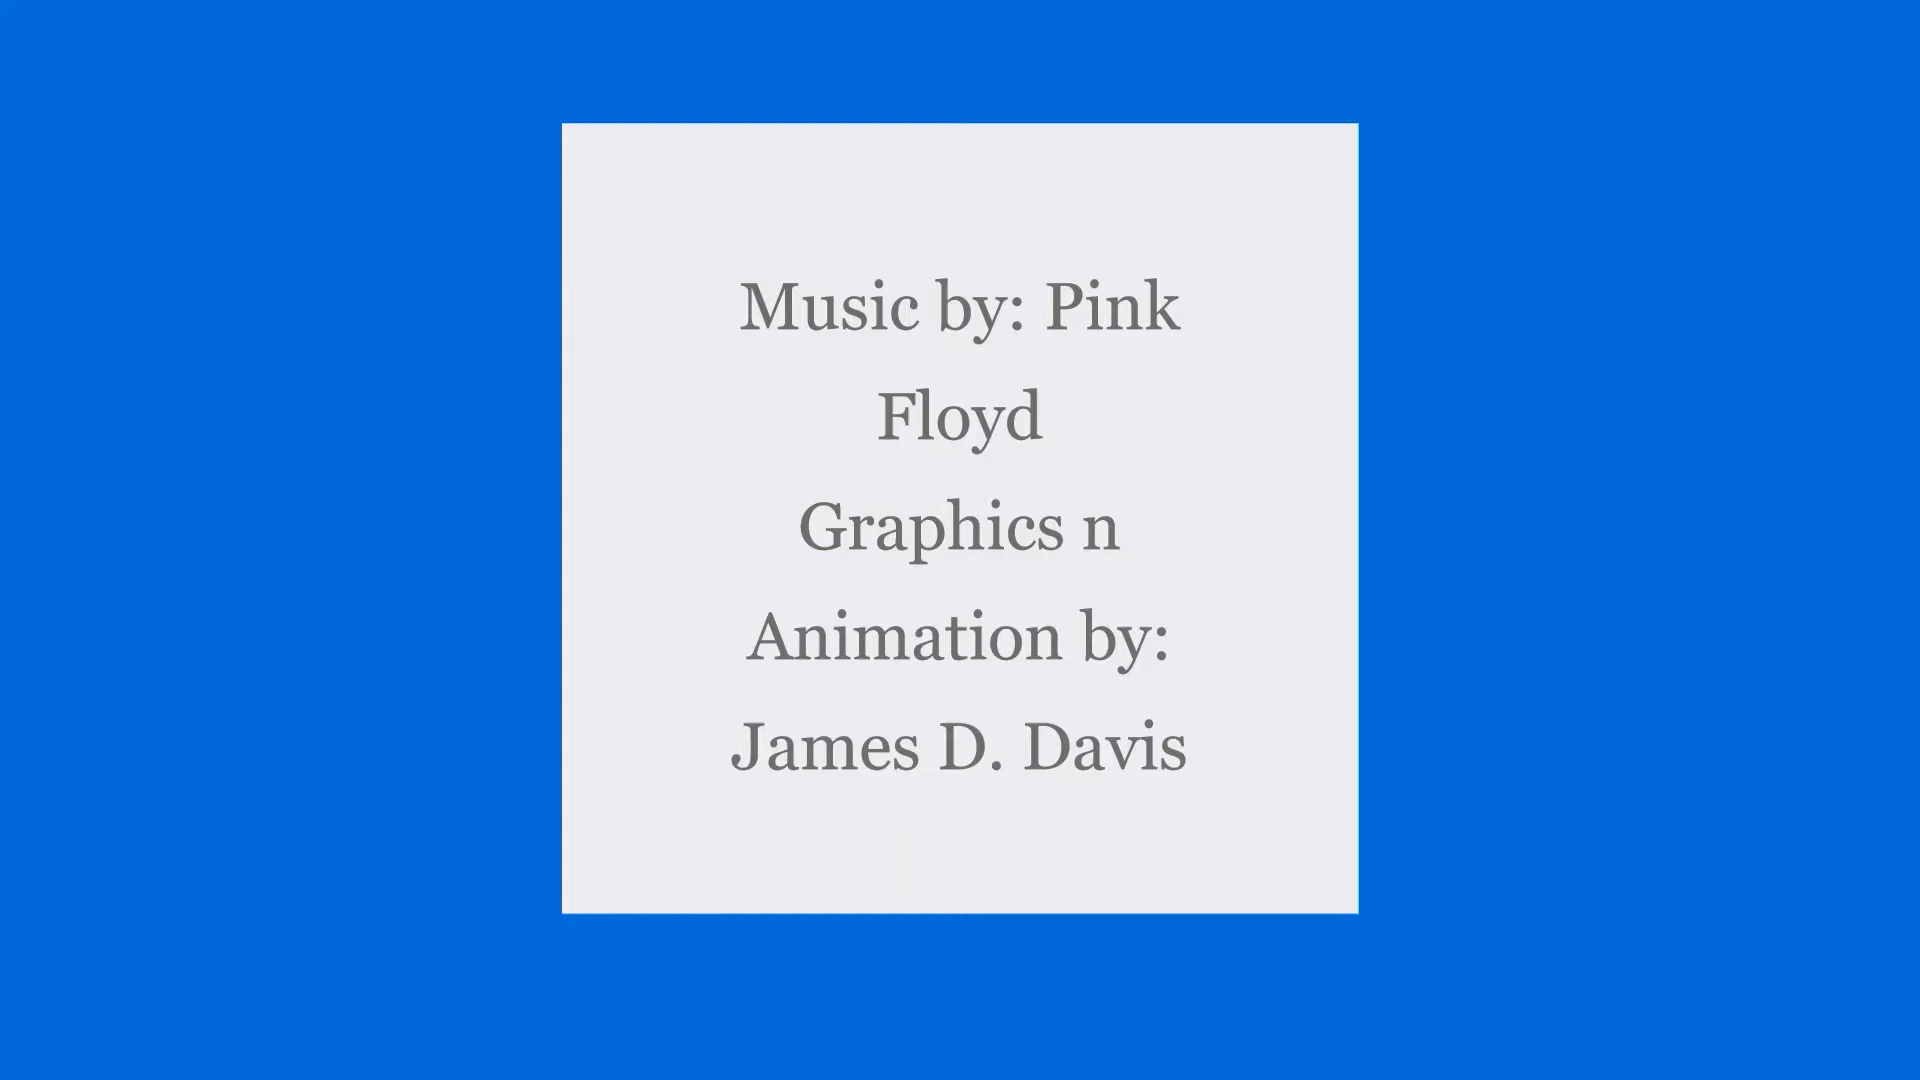 Music by: Pink
Floyd
Graphics n
Animation by:
James D. Davis